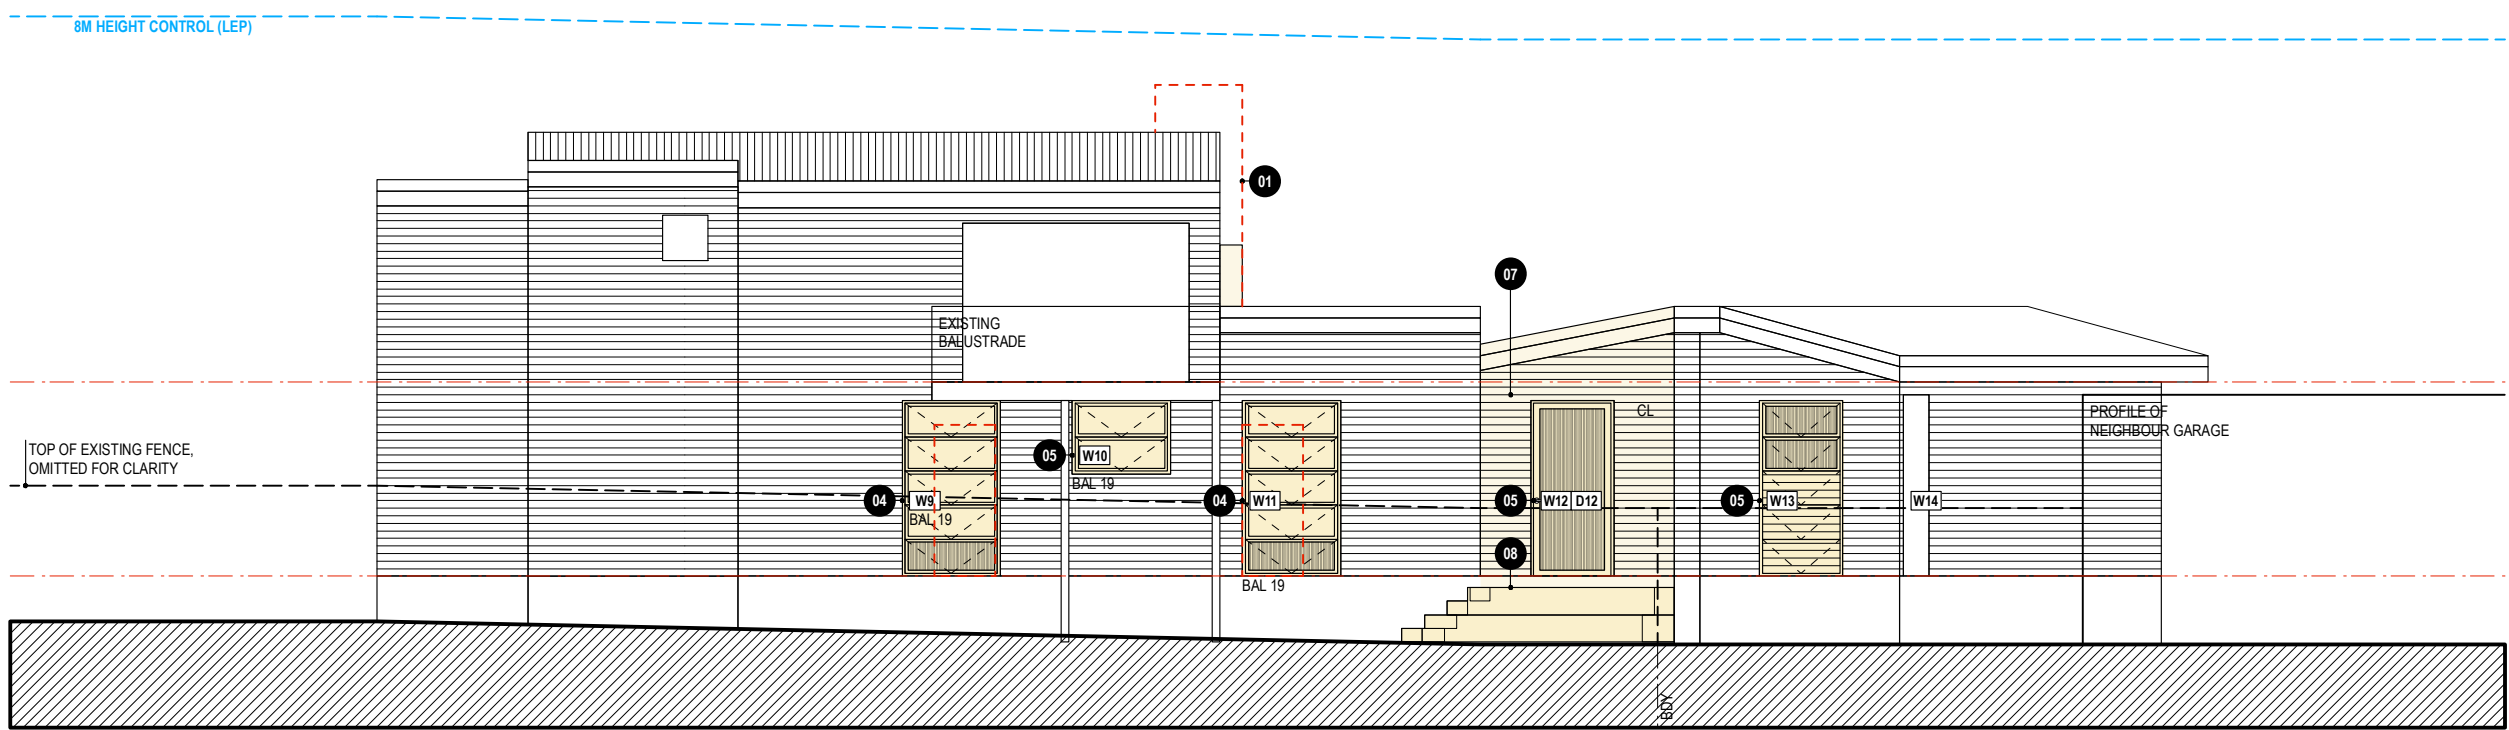 8M HEIGHT CONTROL (LEP)
01
07
EXISTING
BALUSTRADE
CL
PROFILE OF
NEIGHBOUR GARAGE
TOP OF EXISTING FENCE,
OMITTED FOR CLARITY
05 W10
BAL 19
04 W9
BAL 19
04 W11
BAL 19
05 W12 D12
05 W13
W14
08
BDY